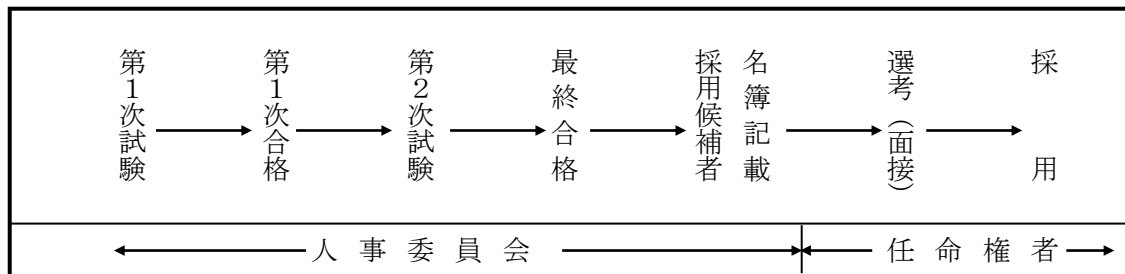 第１次試験
第１次合格
第２次試験
最終合格
採用候補者
名簿記載
選考（面接）
採用
人事委員会
任命権者